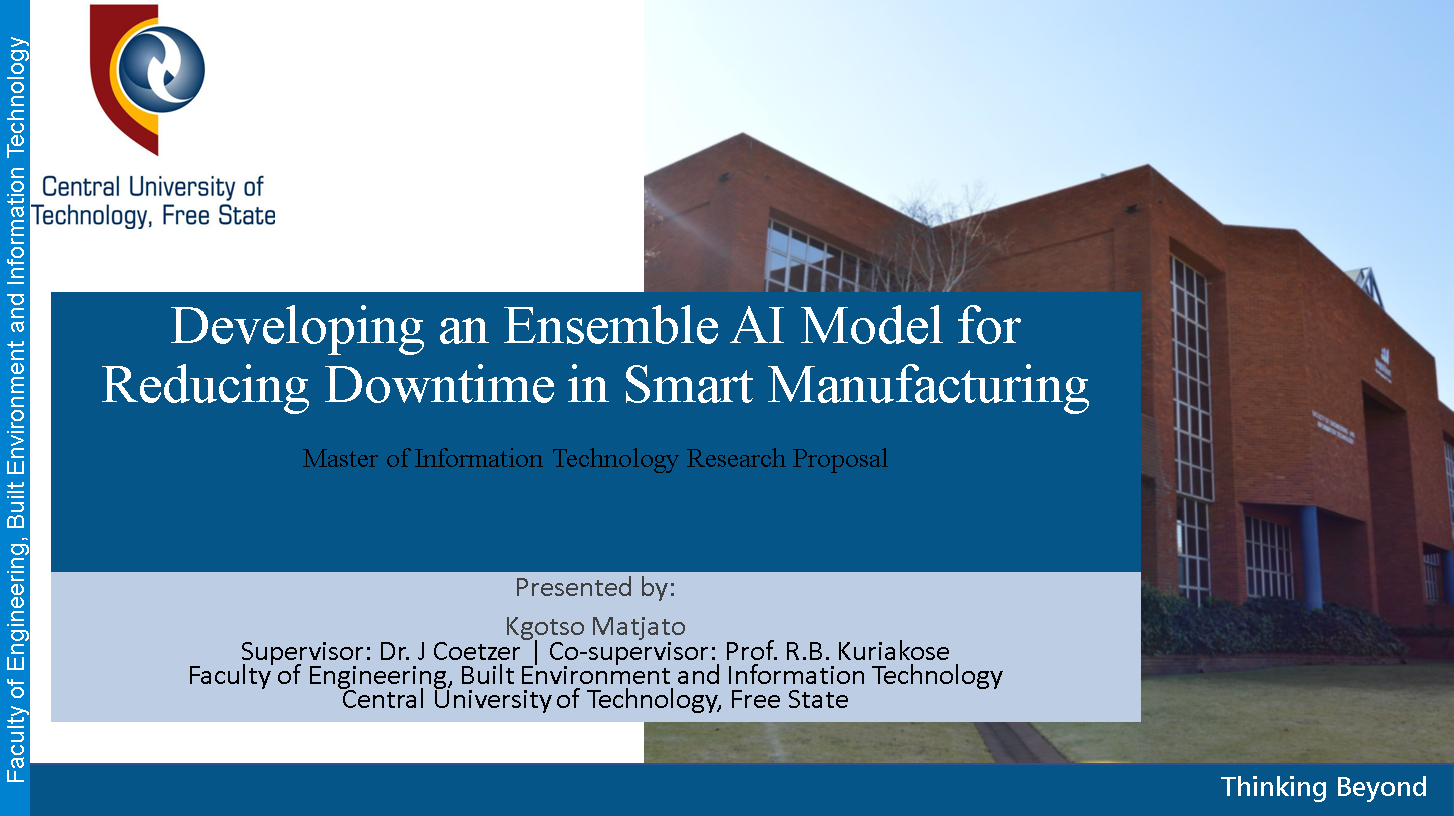 Faculty of Engineering, Built Environment and Information Technology
Central University of
Technology, Free State
Developing an Ensemble AI Model for
Reducing Downtime in Smart Manufacturing
Master of Information Technology Research Proposal
Presented by:
Kgotso Matjato
Supervisor: Dr. J Coetzer | Co-supervisor: Prof. R.B. Kuriakose
Faculty of Engineering, Built Environment and Information Technology
Central University of Technology, Free State
Thinking Beyond